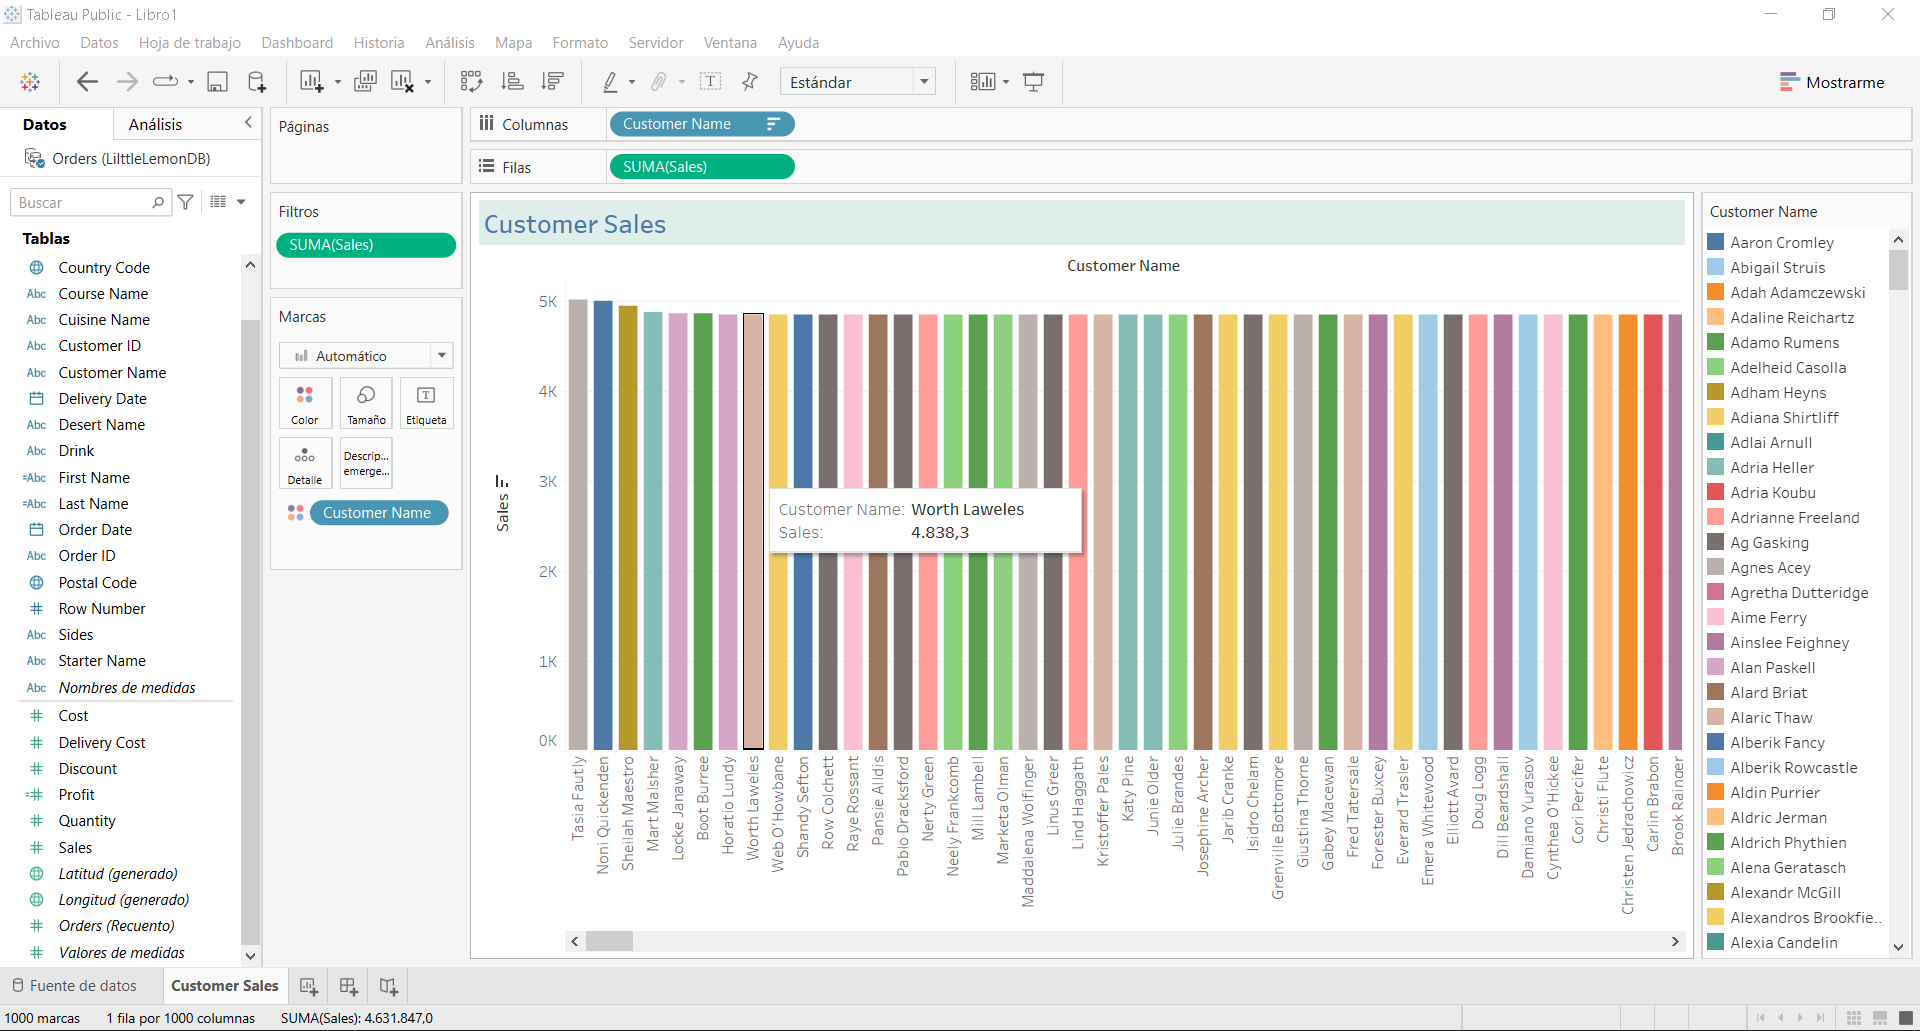 Tableau Public - Libro1
Archivo Datos Hoja de trabajo Dashboard Historia Análisis Mapa Formato Servidor Ventana Ayuda
Estándar
Mostrarme
Datos
Análisis
Orders (LilttleLemonDB)
Buscar
Tablas
Country Code
Abc Course Name
Abc Cuisine Name
Abc Customer ID
Abc Customer Name
Delivery Date
Abc Desert Name
Abc Drink
=Abc First Name
=Abc Last Name
Order Date
Abc Order ID
Postal Code
# Row Number
Abc Sides
Abc Starter Name
Abc Nombres de medidas
# Cost
# Delivery Cost
# Discount
=# Profit
# Quantity
# Sales
Latitud (generado)
Longitud (generado)
# Orders (Recuento)
# Valores de medidas
Páginas
Filtros
SUMA(Sales)
Marcas
Automático
Color
Tamaño
Etiqueta
Detalle
Descrip...
emerge...
Customer Name
Columnas
Customer Name
Filas
SUMA(Sales)
Customer Sales
Customer Name
5K
4K
3K
2K
1K
0K
Sales
Customer Name: Worth Laweles
Sales: 4.838,3
Tasia Fautly
Noni Quickenden
Sheilah Maestro
Mart Malsher
Locke Janaway
Boot Burree
Horatio Lundy
Worth Laweles
Web O'Howbane
Shandy Sefton
Row Colchett
Raye Rossant
Pansie Alldis
Pablo Dracksford
Nerty Green
Neely Frankcomb
Mill Lambell
Marketa Olman
Maddalena Wolfinger
Linus Greer
Lind Haggath
Kristoffer Pales
Katy Pine
Junie Older
Julie Brandes
Josephine Archer
Jarib Cranke
Isidro Chelam
Grenville Bottomore
Giustina Thorne
Gabey Macewan
Fred Tatersale
Forester Buxcey
Everard Trasler
Emera Whitewood
Elliott Avard
Doug Logg
Dill Beardshall
Damiano Yurasov
Cynthea O'Hickee
Cori Percifer
Christi Flute
Christen Jedrachowicz
Carlin Brabon
Brook Rainger
Customer Name
Aaron Cromley
Abigail Struis
Adah Adamczewski
Adaline Reichartz
Adamo Rumens
Adelheid Casolla
Adham Heyns
Adiana Shirtliff
Adlai Arnull
Adria Heller
Adria Koubu
Adrianne Freeland
Ag Gasking
Agnes Acey
Agretha Dutteridge
Aime Ferry
Ainslee Feighney
Alan Paskell
Alard Briat
Alaric Thaw
Alberik Fancy
Alberik Rowcastle
Aldin Purrier
Aldric Jerman
Aldrich Phythien
Alena Geratasch
Alexandr McGill
Alexandros Brookfie..
Alexia Candelin
Fuente de datos
Customer Sales
1000 marcas
1 fila por 1000 columnas
SUMA(Sales): 4.631.847,0